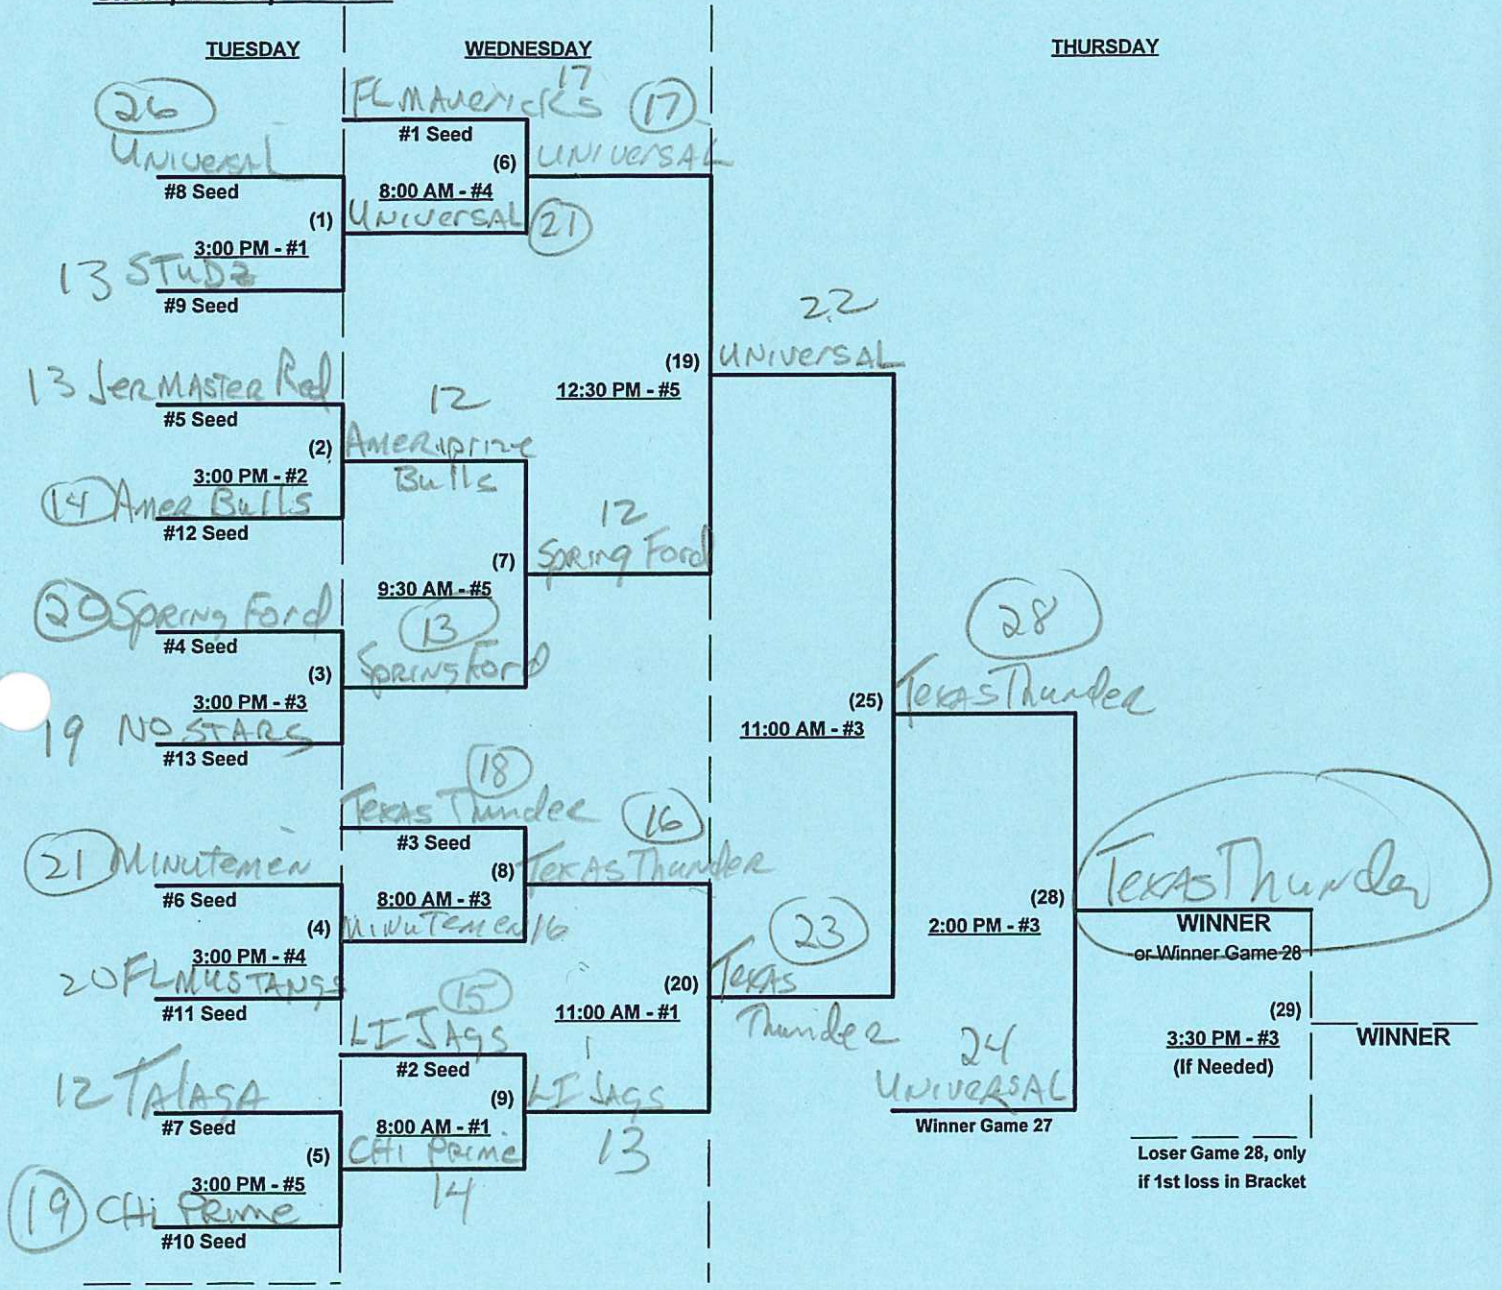 TUESDAY
WEDNESDAY
THURSDAY
26
Universal
#8 Seed
(1)
3:00 PM - #1
13 STUDZ
#9 Seed
13 Jer MASTer Red
#5 Seed
(2)
3:00 PM - #2
14 Amer Bulls
#12 Seed
20 Spring Ford
#4 Seed
(3)
3:00 PM - #3
19 NO STARS
#13 Seed
21 Minutemen
#6 Seed
(4)
3:00 PM - #4
20 FL MUSTANGS
#11 Seed
12 TALAGA
#7 Seed
(5)
3:00 PM - #5
19 CHi PRime
#10 Seed
17
FL MAVericKS
#1 Seed
(6)
8:00 AM - #4
Universal 21
12
Ameriprize
Bulls
(7)
9:30 AM - #5
13
Spring Ford
18
Texas Thunder
#3 Seed
(8)
8:00 AM - #3
Minutemen 16
15
LI JAgs
#2 Seed
(9)
8:00 AM - #1
CHi Prime
14
17
UNIVerSAL
(19)
12:30 PM - #5
12
Spring Ford
16
Texas Thunder
(20)
11:00 AM - #1
LI JAGS
13
22
UNIVerSAL
(25)
11:00 AM - #3
23
Texas
Thunder
28
Texas Thunder
(28)
2:00 PM - #3
24
UNIVERSAL
Winner Game 27
Texas Thunder
WINNER
or Winner Game 28
(29)
3:30 PM - #3
(If Needed)
WINNER
Loser Game 28, only
if 1st loss in Bracket